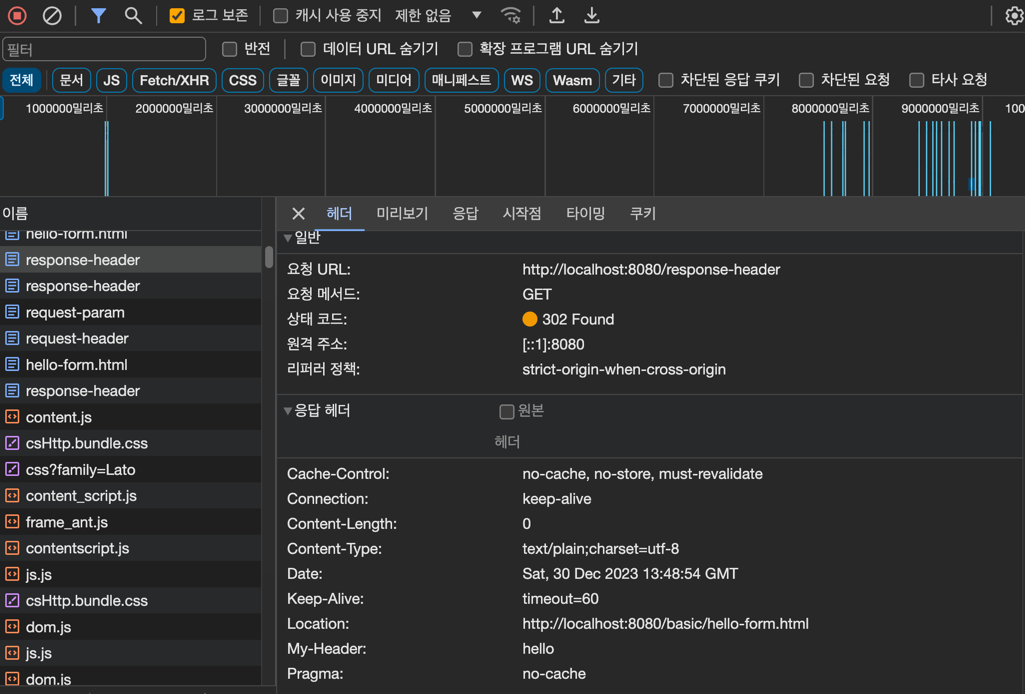 로그 보존 캐시 사용 중지 제한 없음
필터 반전 데이터 URL 숨기기 확장 프로그램 URL 숨기기
전체 문서 JS Fetch/XHR CSS 글꼴 이미지 미디어 매니페스트 WS Wasm 기타 차단된 응답 쿠키 차단된 요청 타사 요청
1000000밀리초 2000000밀리초 3000000밀리초 4000000밀리초 5000000밀리초 6000000밀리초 7000000밀리초 8000000밀리초 9000000밀리초 100
이름
hello-form.html
response-header
response-header
request-param
request-header
hello-form.html
response-header
content.js
csHttp.bundle.css
css?family=Lato
content_script.js
frame_ant.js
contentscript.js
js.js
csHttp.bundle.css
dom.js
js.js
dom.js
헤더 미리보기 응답 시작점 타이밍 쿠키
일반
요청 URL: http://localhost:8080/response-header
요청 메서드: GET
상태 코드: 302 Found
원격 주소: [::1]:8080
리퍼러 정책: strict-origin-when-cross-origin
응답 헤더 원본
헤더
Cache-Control: no-cache, no-store, must-revalidate
Connection: keep-alive
Content-Length: 0
Content-Type: text/plain;charset=utf-8
Date: Sat, 30 Dec 2023 13:48:54 GMT
Keep-Alive: timeout=60
Location: http://localhost:8080/basic/hello-form.html
My-Header: hello
Pragma: no-cache